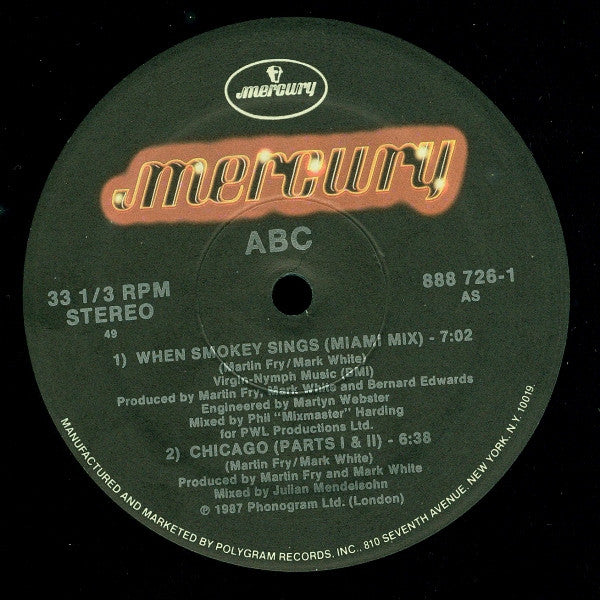 mercury
mercury
ABC
33 1/3 RPM
STEREO
49
888 726-1
AS
1) WHEN SMOKEY SINGS (MIAMI MIX) - 7:02
(Martin Fry/Mark White)
Virgin-Nymph Music (BMI)
Produced by Martin Fry, Mark White and Bernard Edwards
Engineered by Martyn Webster
Mixed by Phil "Mixmaster" Harding
for PWL Productions Ltd.
2) CHICAGO (PARTS I & II) - 6:38
(Martin Fry/Mark White)
Produced by Martin Fry and Mark White
Mixed by Julian Mendelsohn
℗ 1987 Phonogram Ltd. (London)
MANUFACTURED AND MARKETED BY POLYGRAM RECORDS, INC., 810 SEVENTH AVENUE, NEW YORK, N.Y. 10019.